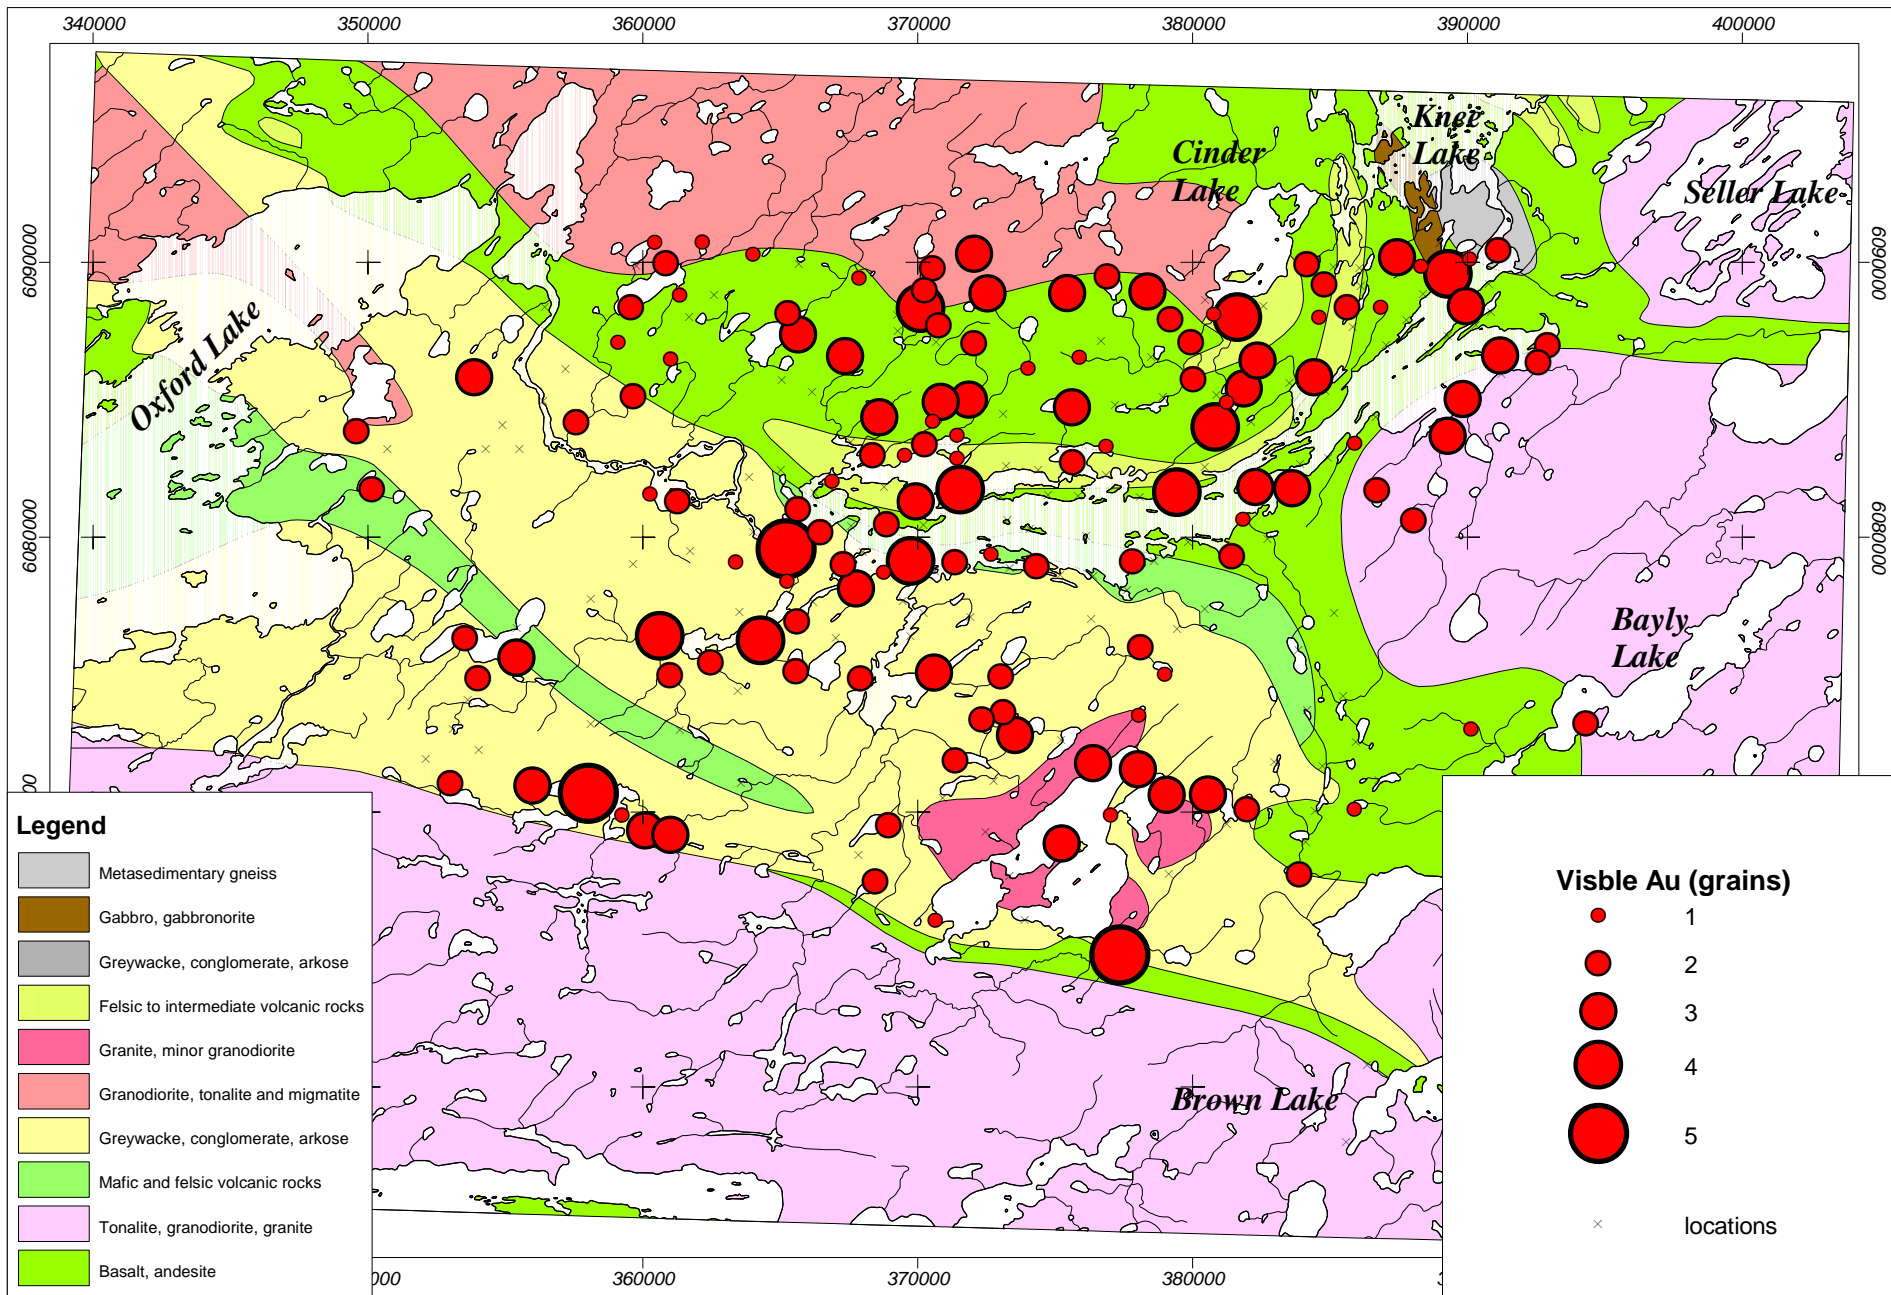 340000 350000 360000 370000 380000 390000 400000
Knee
Lake
Cinder
Lake
Seller Lake
6090000
6090000
Oxford Lake
6080000
6080000
Bayly
Lake
00
Brown Lake
Legend
Metasedimentary gneiss
Gabbro, gabbronorite
Greywacke, conglomerate, arkose
Felsic to intermediate volcanic rocks
Granite, minor granodiorite
Granodiorite, tonalite and migmatite
Greywacke, conglomerate, arkose
Mafic and felsic volcanic rocks
Tonalite, granodiorite, granite
Basalt, andesite
Visble Au (grains)
1
2
3
4
5
locations
360000 370000 380000